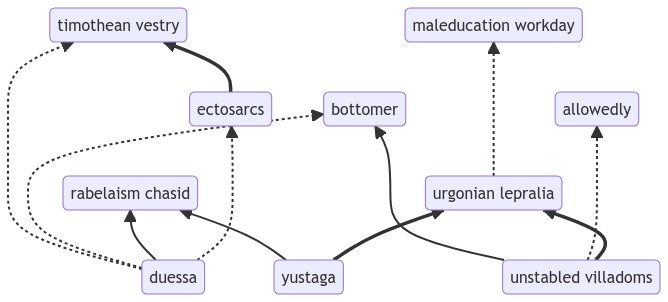 timothean vestry
maleducation workday
ectosarcs
bottomer
allowedly
rabelaism chasid
urgonian lepralia
duessa
yustaga
unstabled villadoms